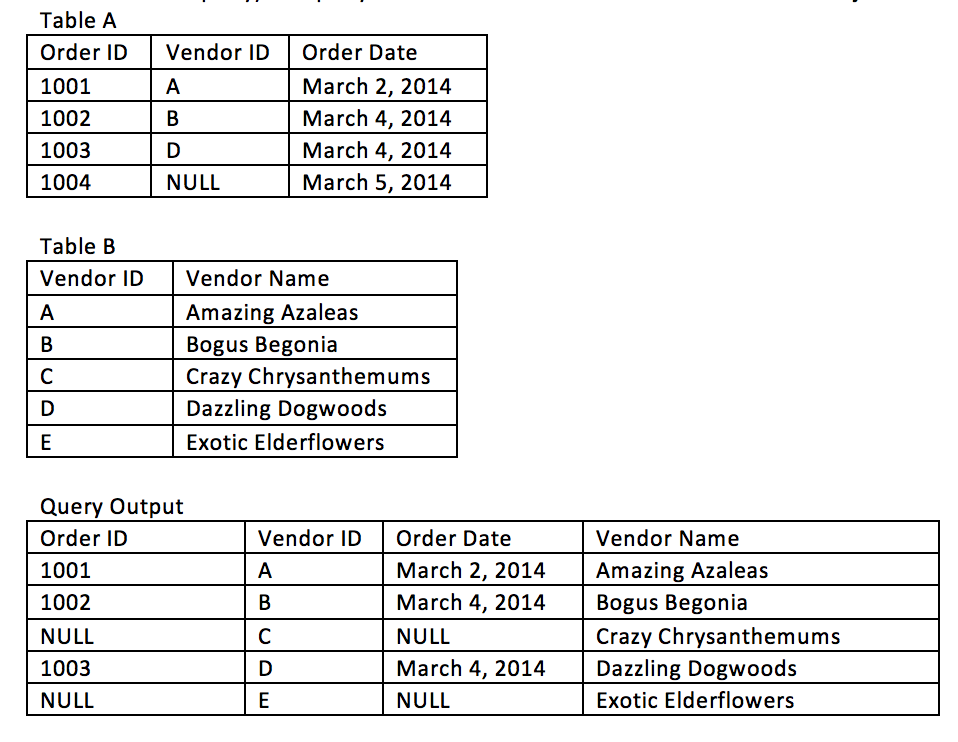 Table A
Order ID Vendor ID Order Date
1001 A March 2, 2014
1002 B March 4, 2014
1003 D March 4, 2014
1004 NULL March 5, 2014
Table B
Vendor ID Vendor Name
A Amazing Azaleas
B Bogus Begonia
C Crazy Chrysanthemums
D Dazzling Dogwoods
E Exotic Elderflowers
Query Output
Order ID Vendor ID Order Date Vendor Name
1001 A March 2, 2014 Amazing Azaleas
1002 B March 4, 2014 Bogus Begonia
NULL C NULL Crazy Chrysanthemums
1003 D March 4, 2014 Dazzling Dogwoods
NULL E NULL Exotic Elderflowers